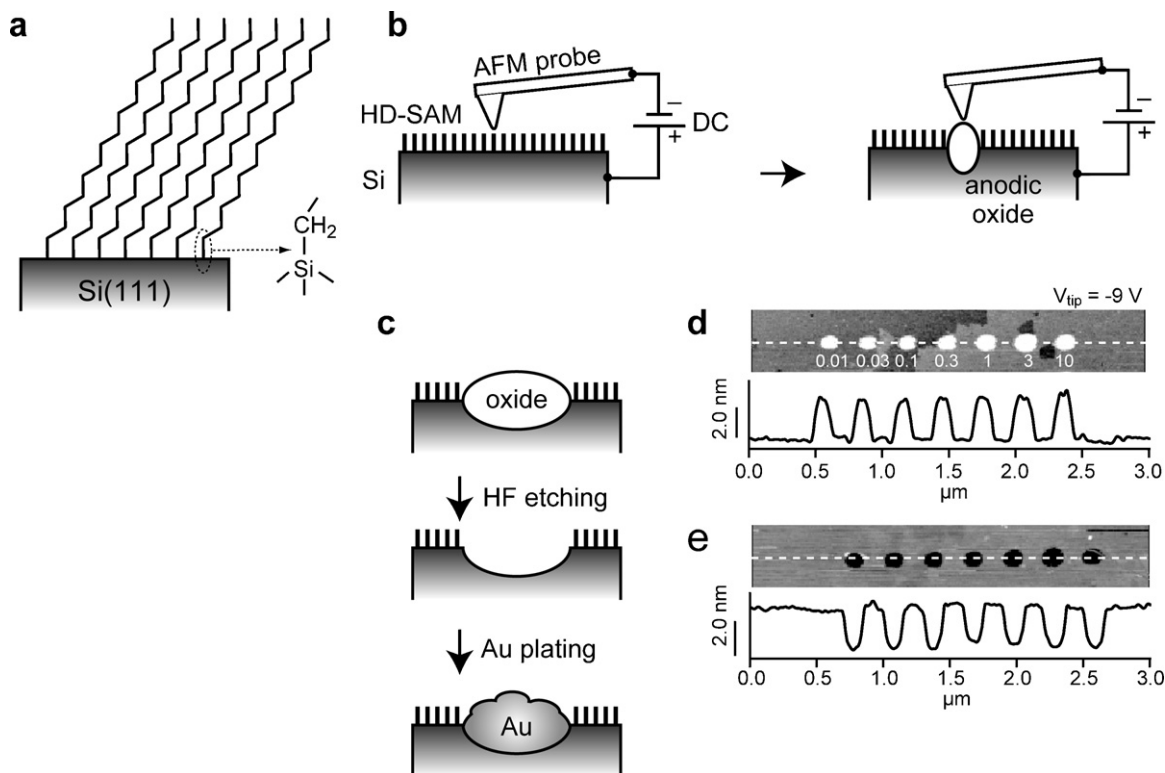 a
CH2
Si
Si(111)
b
AFM probe
HD-SAM
−
+
DC
Si
−
+
anodic
oxide
c
oxide
HF etching
Au plating
Au
d
Vtip = -9 V
0.01 0.03 0.1 0.3 1 3 10
2.0 nm
0.0 0.5 1.0 1.5 2.0 2.5 3.0
μm
e
2.0 nm
0.0 0.5 1.0 1.5 2.0 2.5 3.0
μm